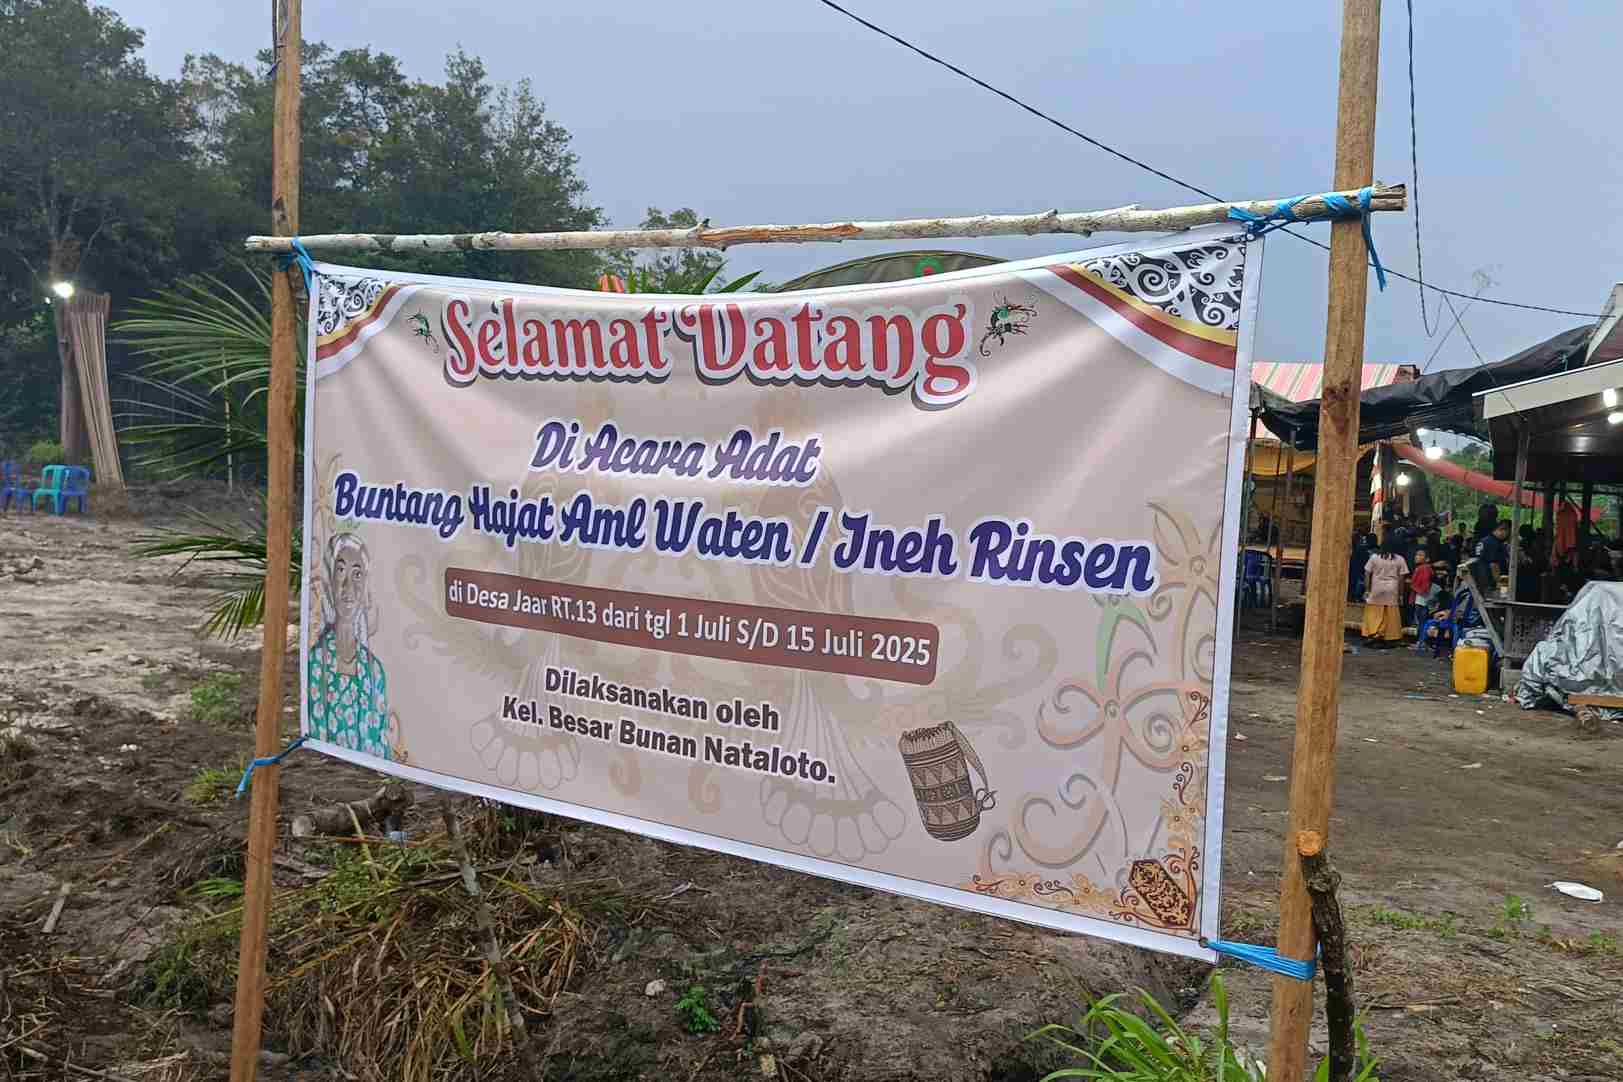 Selamat Datang
Di Acara Adat
Buntang Hajat Aml Waten / Ineh Rinsen
di Desa Jaar RT.13 dari tgl 1 Juli S/D 15 Juli 2025
Dilaksanakan oleh
Kel. Besar Bunan Nataloto.